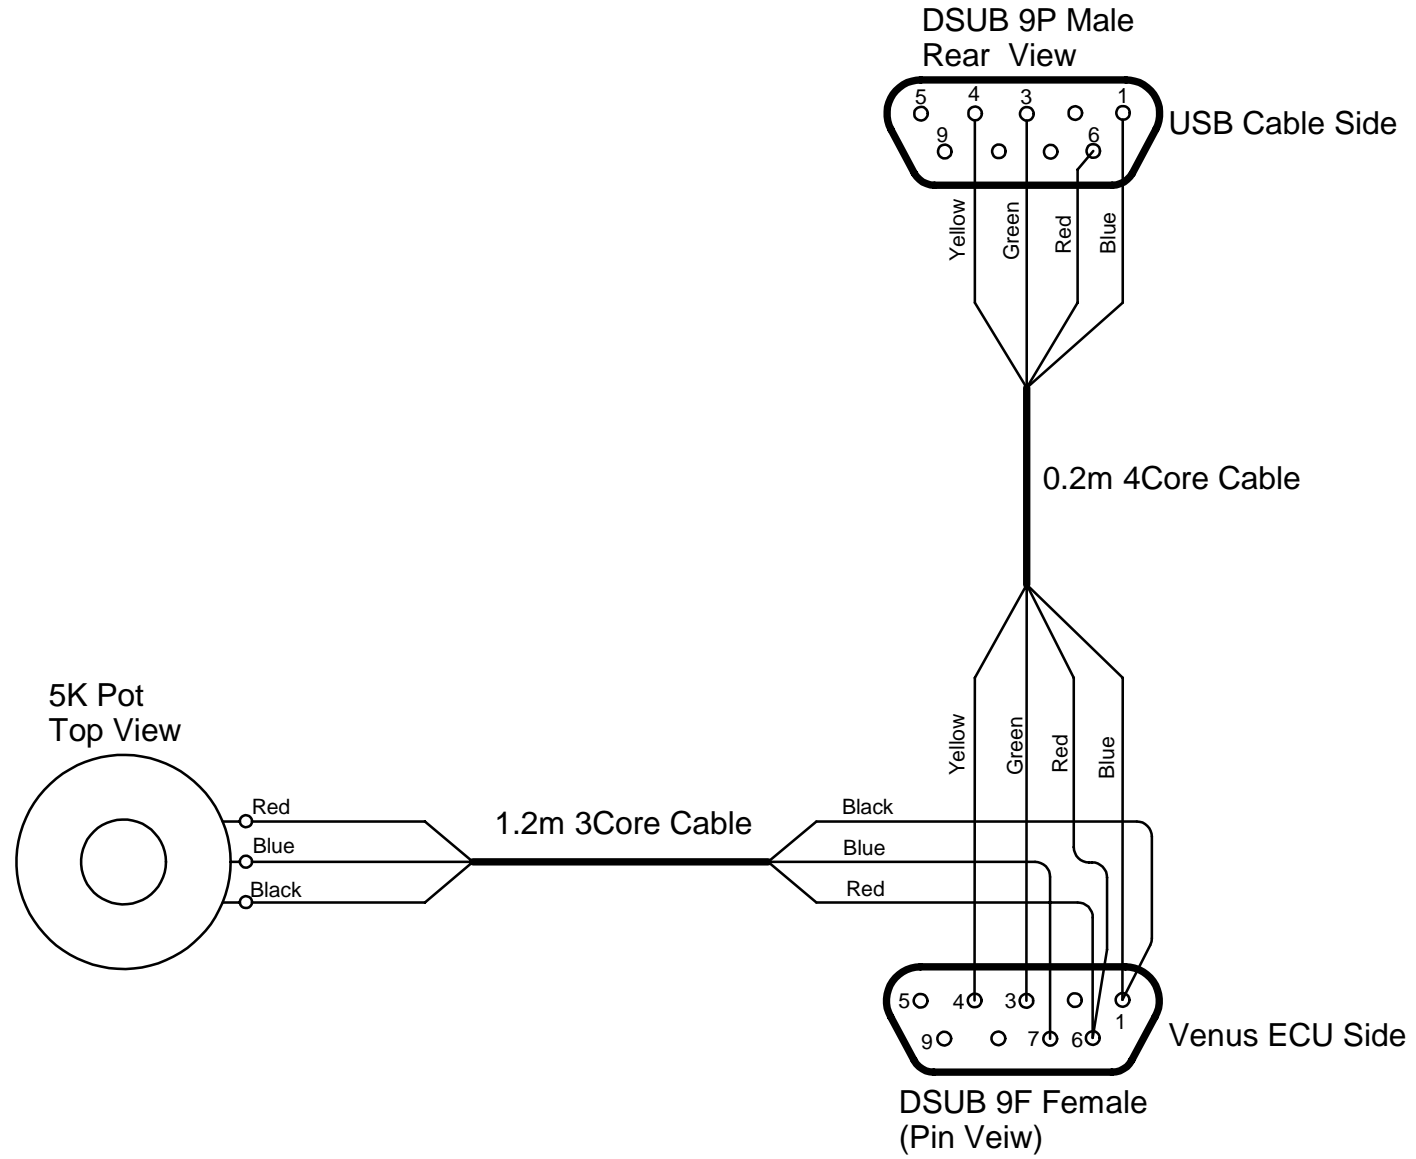 DSUB 9P Male
Rear View
5 4 3 1
9 6
USB Cable Side
Yellow
Green
Red
Blue
0.2m 4Core Cable
5K Pot
Top View
Red
Blue
Black
1.2m 3Core Cable
Black
Blue
Red
Yellow
Green
Red
Blue
5 4 3 1
9 7 6
Venus ECU Side
DSUB 9F Female
(Pin Veiw)